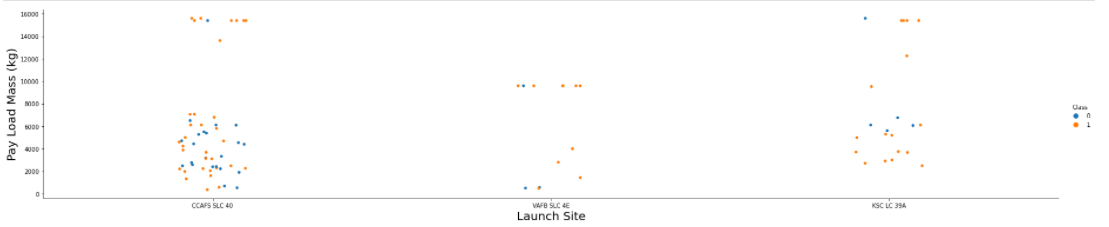 16000
14000
12000
10000
8000
6000
4000
2000
0
Pay Load Mass (kg)
CCAFS SLC 40
VAFB SLC 4E
KSC LC 39A
Launch Site
Class
0
1